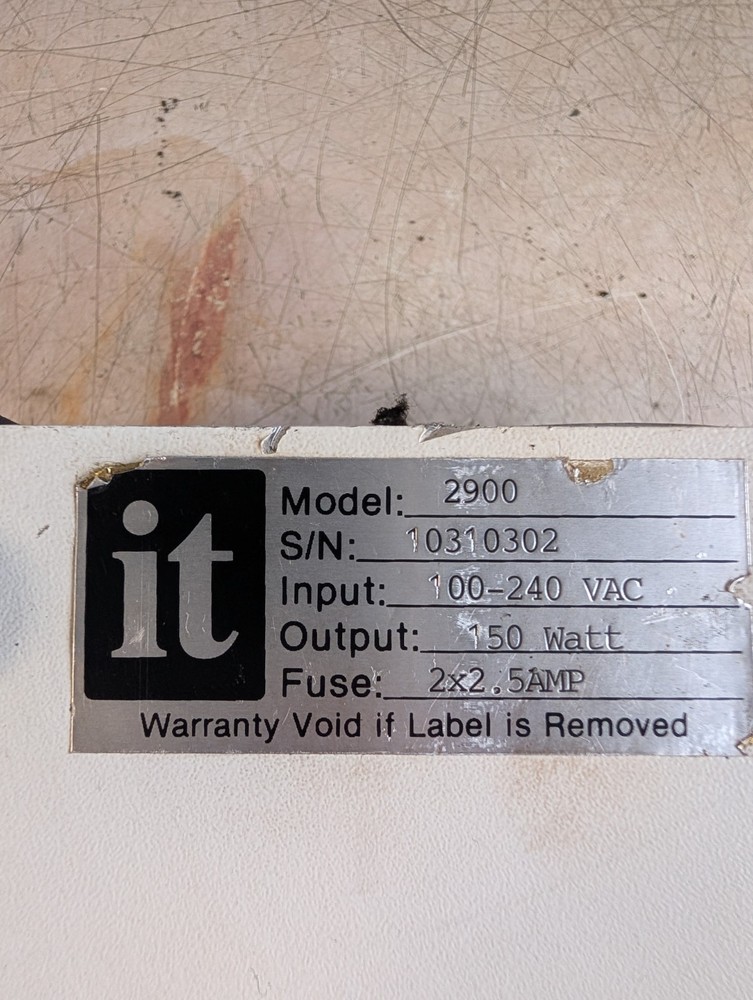 it
Model: 2900
S/N: 10310302
Input: 100-240 VAC
Output: 150 Watt
Fuse: 2x2.5AMP
Warranty Void if Label is Removed